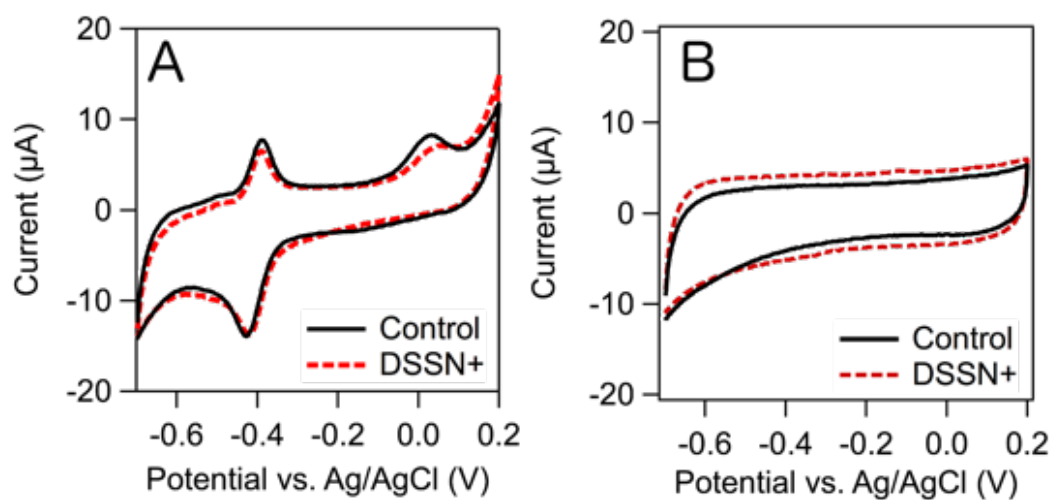 A
Current (µA)
20
10
0
-10
-20
Control
DSSN+
-0.6
-0.4
-0.2
0.0
0.2
Potential vs. Ag/AgCl (V)
B
Current (µA)
20
10
0
-10
-20
Control
DSSN+
-0.6
-0.4
-0.2
0.0
0.2
Potential vs. Ag/AgCl (V)